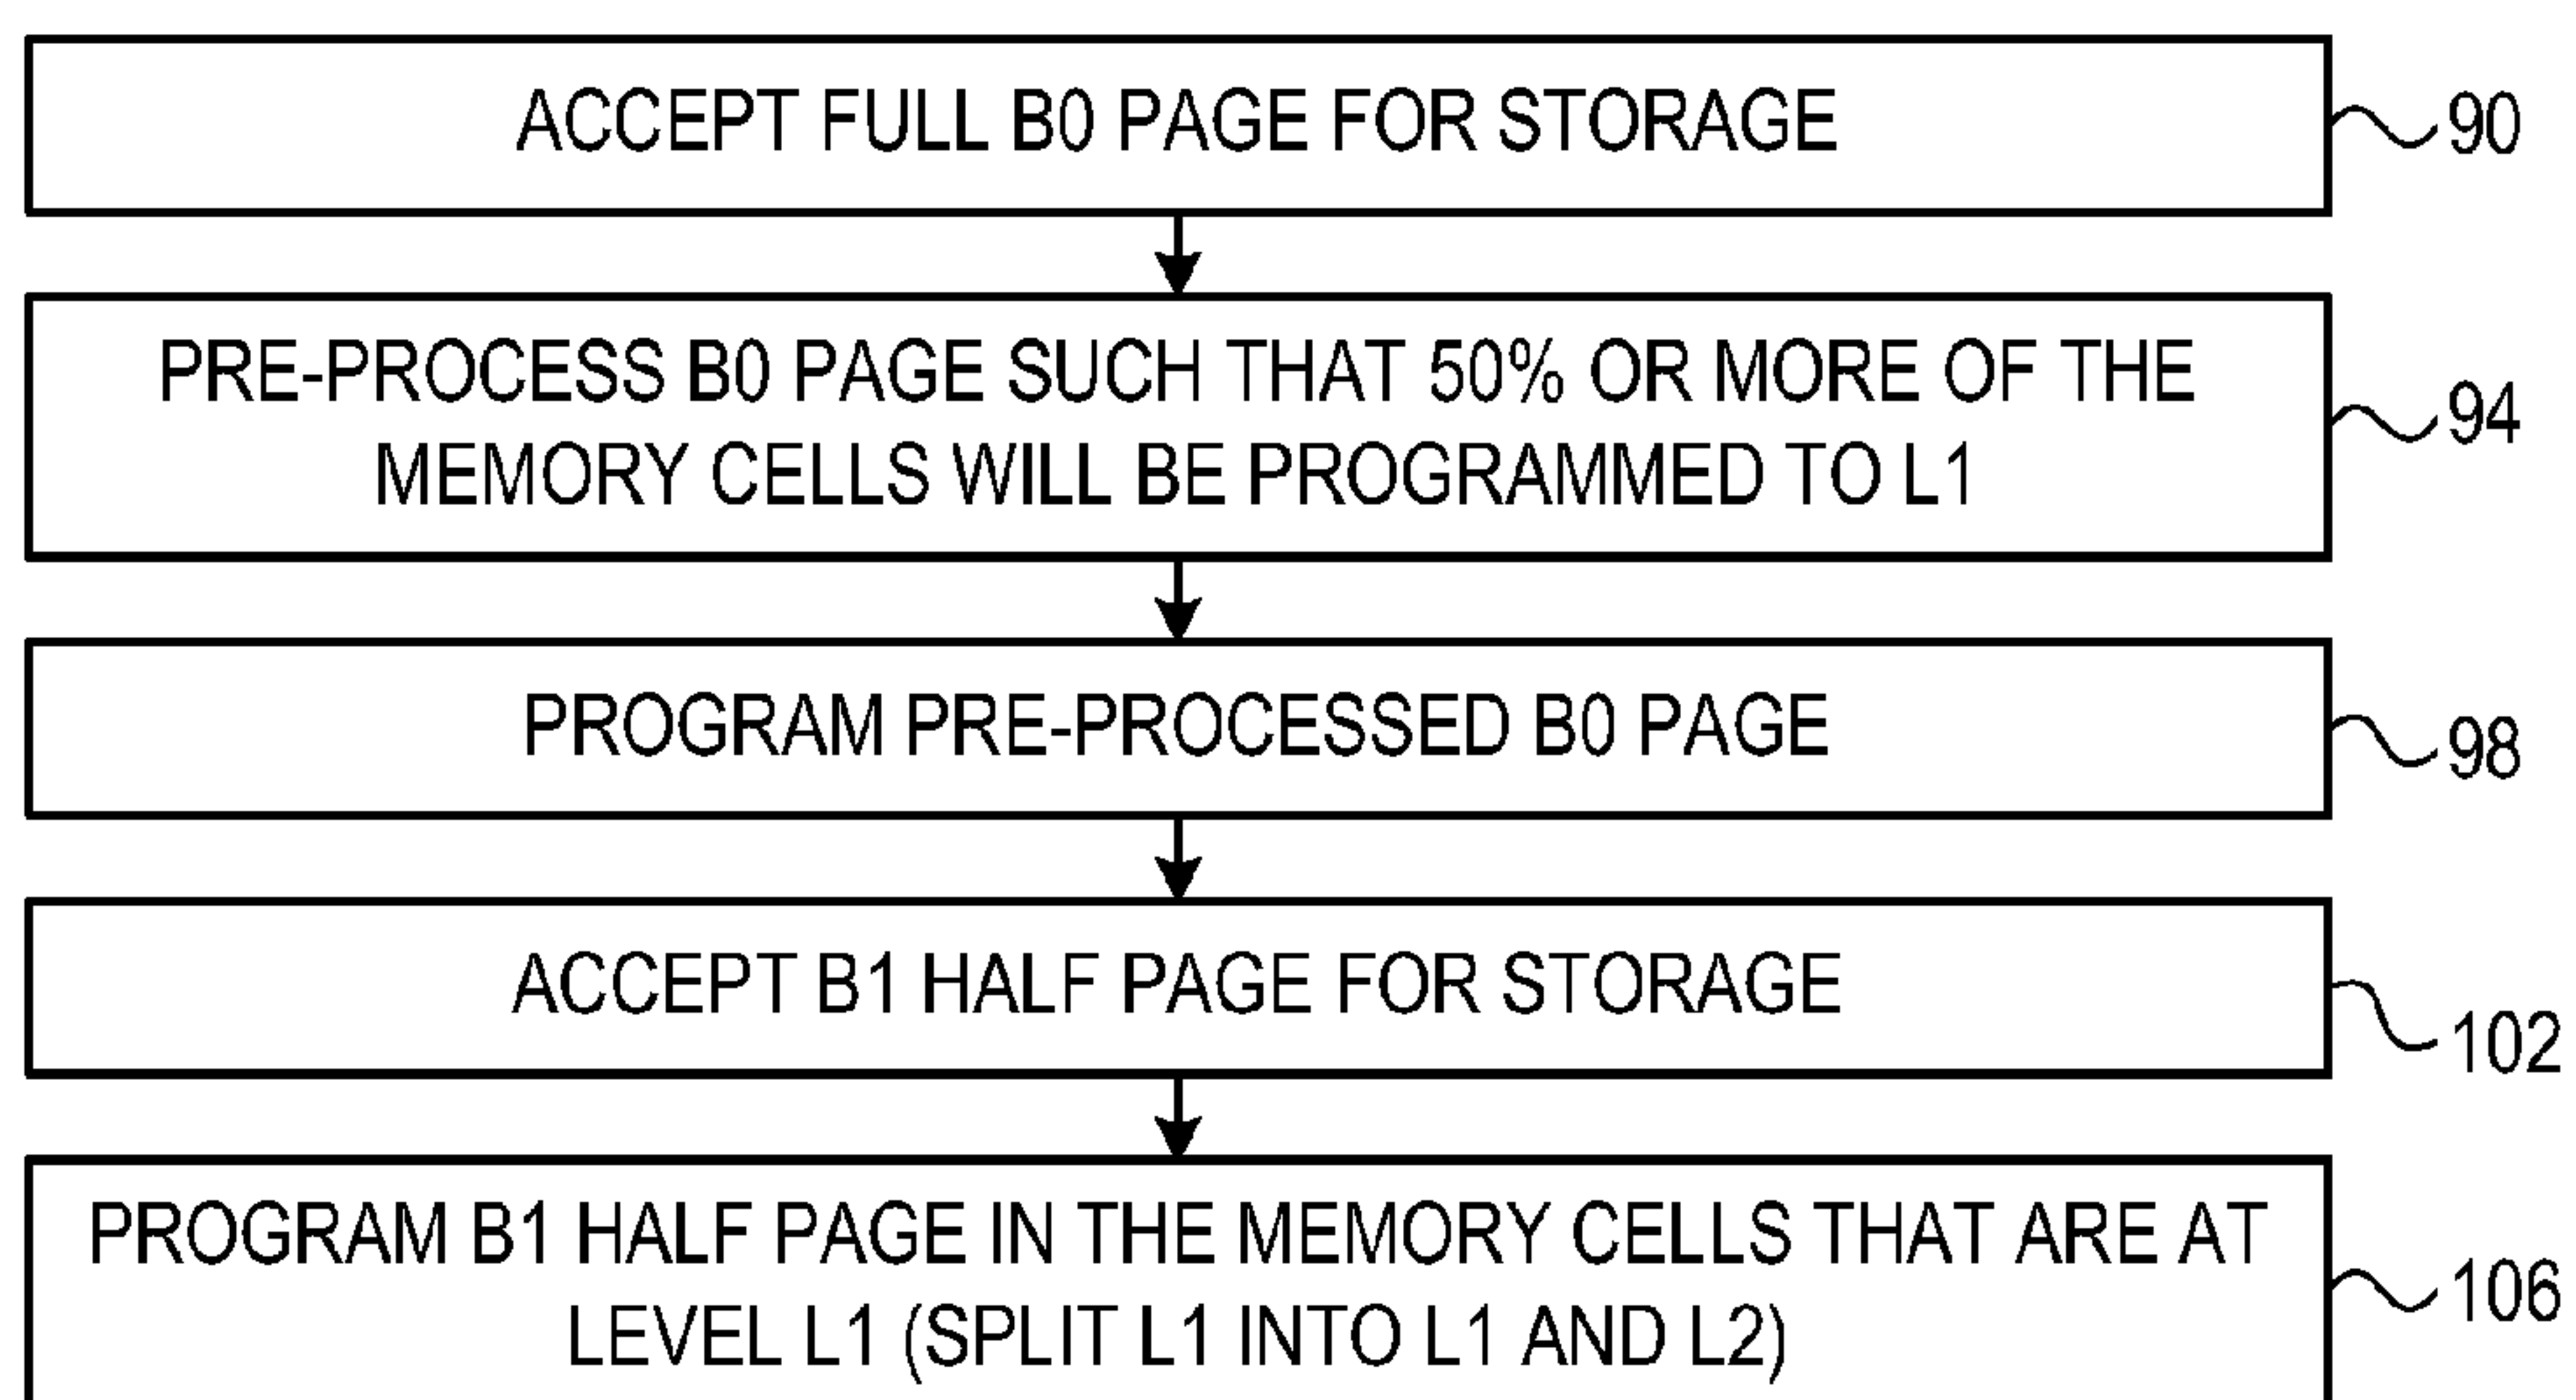 ACCEPT FULL B0 PAGE FOR STORAGE
90
PRE-PROCESS B0 PAGE SUCH THAT 50% OR MORE OF THE
MEMORY CELLS WILL BE PROGRAMMED TO L1
94
PROGRAM PRE-PROCESSED B0 PAGE
98
ACCEPT B1 HALF PAGE FOR STORAGE
102
PROGRAM B1 HALF PAGE IN THE MEMORY CELLS THAT ARE AT
LEVEL L1 (SPLIT L1 INTO L1 AND L2)
106